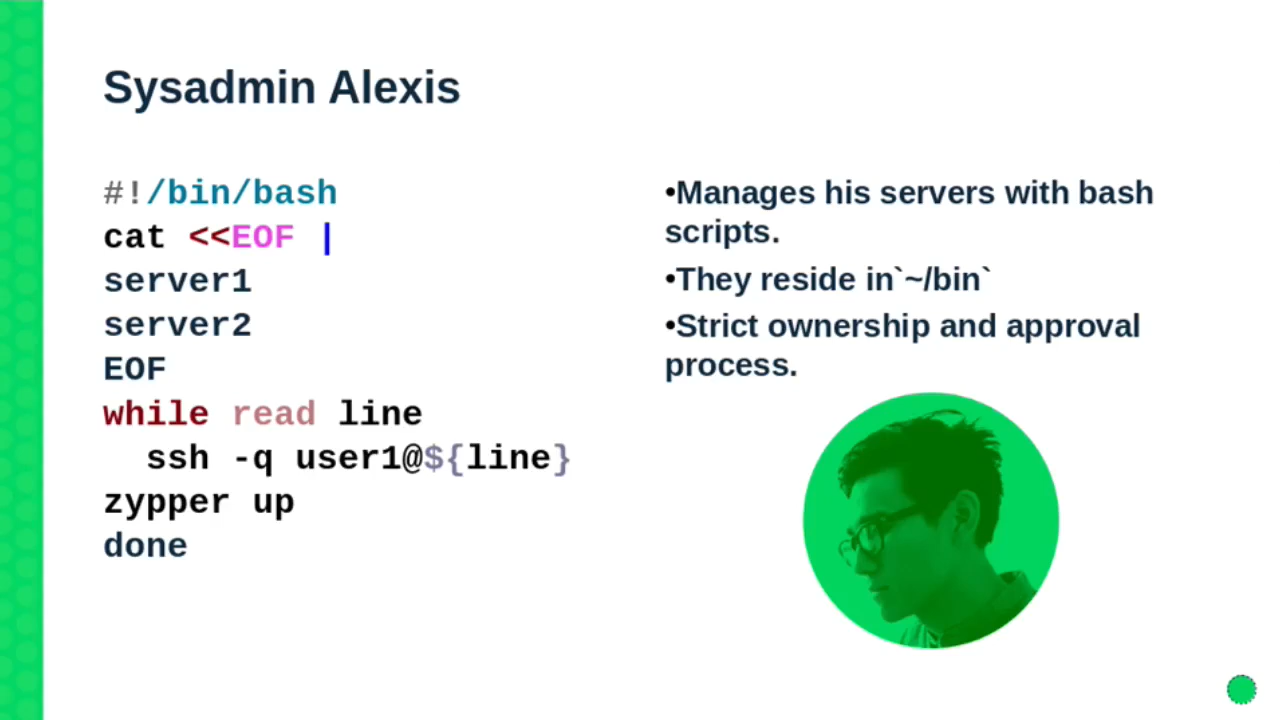 Sysadmin Alexis
#!/bin/bash
cat <<EOF |
server1
server2
EOF
while read line
  ssh -q user1@${line}
zypper up
done
•Manages his servers with bash
scripts.
•They reside in`~/bin`
•Strict ownership and approval
process.